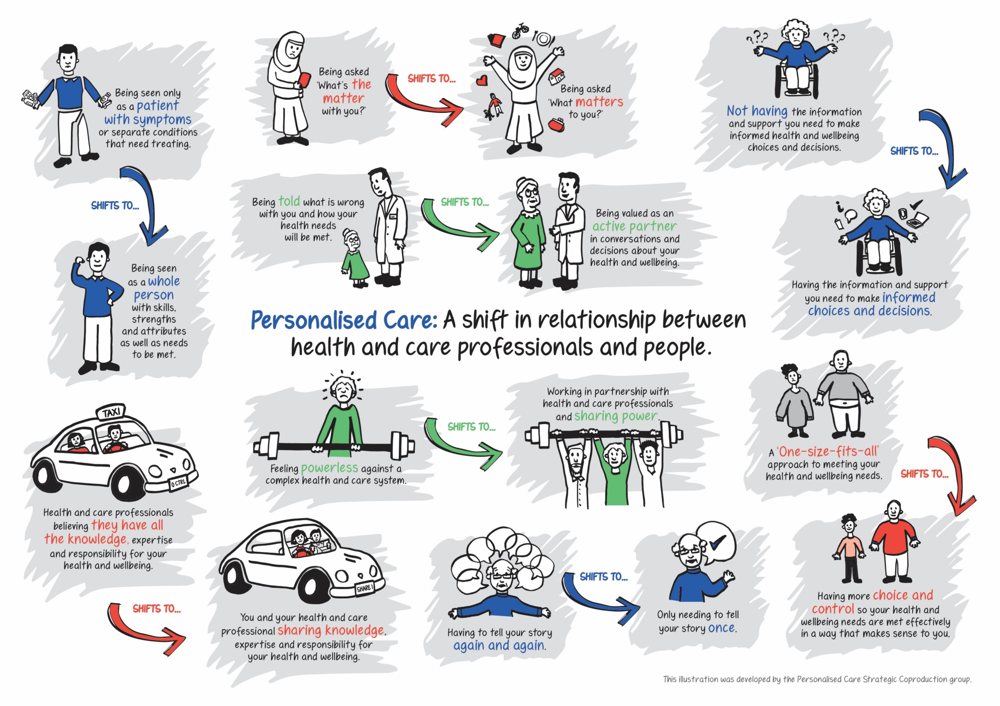 Being seen only
as a patient
with symptoms
or separate conditions
that need treating.
SHIFTS TO...
Being seen
as a whole
person
with skills,
strengths
and attributes
as well as needs
to be met.
Being asked
‘What’s the
matter
with you?’
SHIFTS TO...
Being asked
‘What matters
to you?’
???
???
Not having the information
and support you need to make
informed health and wellbeing
choices and decisions.
SHIFTS TO...
i
Having the information and support
you need to make informed
choices and decisions.
Being told what is wrong
with you and how your
health needs
will be met.
SHIFTS TO...
Being valued as an
active partner
in conversations and
decisions about your
health and wellbeing.
Personalised Care: A shift in relationship between
health and care professionals and people.
TAXI
0 CTRL
Health and care professionals
believing they have all
the knowledge, expertise
and responsibility for your
health and wellbeing.
SHIFTS TO...
SHARE 1
You and your health and care
professional sharing knowledge,
expertise and responsibility for
your health and wellbeing.
Feeling powerless against a
complex health and care system.
SHIFTS TO...
Working in partnership with
health and care professionals
and sharing power.
A ‘One-size-fits-all’
approach to meeting your
health and wellbeing needs.
SHIFTS TO...
Having more choice and
control so your health and
wellbeing needs are met effectively
in a way that makes sense to you.
Having to tell your story
again and again.
SHIFTS TO...
Only needing to tell
your story once.
This illustration was developed by the Personalised Care Strategic Coproduction group.